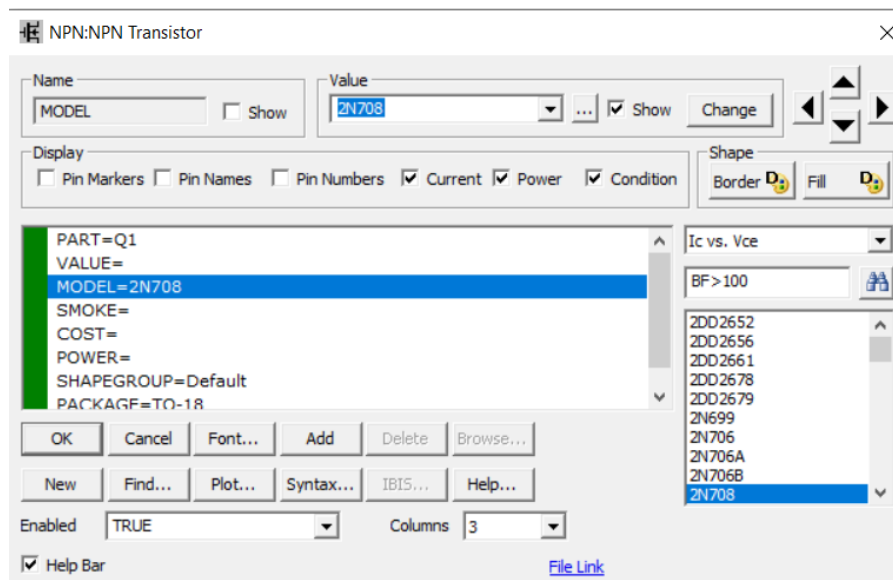 NPN:NPN Transistor
Name
MODEL
Show
Value
2N708
...
Show
Change
Display
Pin Markers
Pin Names
Pin Numbers
Current
Power
Condition
Shape
Border
Fill
PART=Q1
VALUE=
MODEL=2N708
SMOKE=
COST=
POWER=
SHAPEGROUP=Default
PACKAGE=TO-18
Ic vs. Vce
BF>100
2DD2652
2DD2656
2DD2661
2DD2678
2DD2679
2N699
2N706
2N706A
2N706B
2N708
OK
Cancel
Font...
Add
Delete
Browse...
New
Find...
Plot...
Syntax...
IBIS...
Help...
Enabled
TRUE
Columns
3
Help Bar
File Link